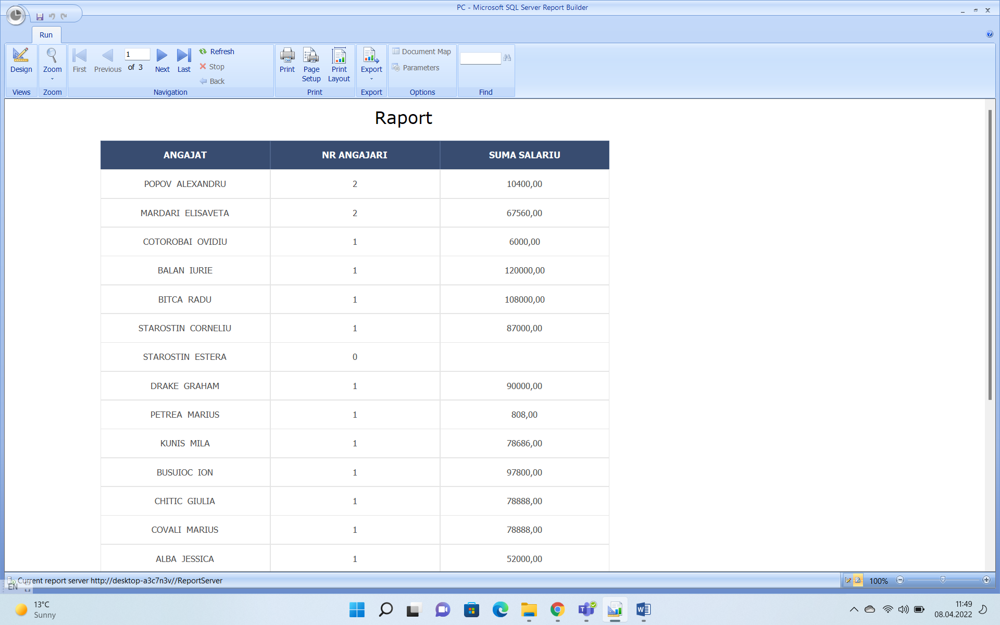 PC - Microsoft SQL Server Report Builder
Run
Design
Zoom
First
Previous
1
of 3
Next
Last
Refresh
Stop
Back
Print
Page Setup
Print Layout
Export
Document Map
Parameters
Views
Zoom
Navigation
Print
Export
Options
Find
Raport
ANGAJAT NR ANGAJARI SUMA SALARIU
POPOV ALEXANDRU 2 10400,00
MARDARI ELISAVETA 2 67560,00
COTOROBAI OVIDIU 1 6000,00
BALAN IURIE 1 120000,00
BITCA RADU 1 108000,00
STAROSTIN CORNELIU 1 87000,00
STAROSTIN ESTERA 0
DRAKE GRAHAM 1 90000,00
PETREA MARIUS 1 808,00
KUNIS MILA 1 78686,00
BUSUIOC ION 1 97800,00
CHITIC GIULIA 1 78888,00
COVALI MARIUS 1 78888,00
ALBA JESSICA 1 52000,00
Current report server http://desktop-a3c7n3v//ReportServer
100%
EN
13°C
Sunny
11:49
08.04.2022